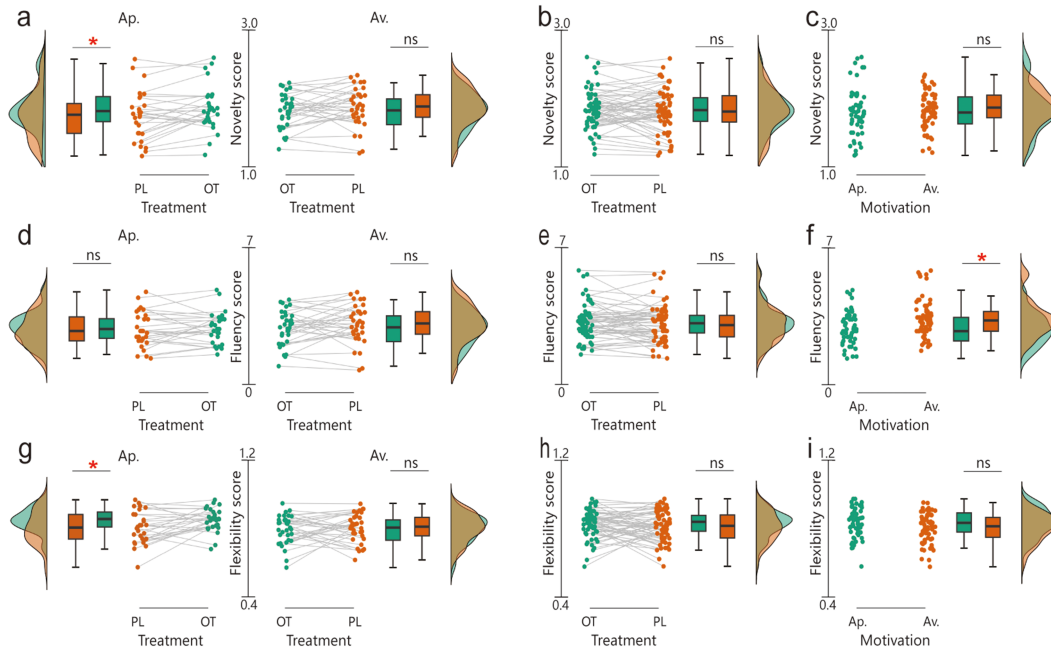 a Ap. Av. b c
3.0 3.0 3.0
* ns ns ns
Novelty score Novelty score Novelty score
1.0 1.0 1.0
PL OT OT PL OT PL Ap. Av.
Treatment Treatment Treatment Motivation
d Ap. Av. e f
7 7 7
ns ns ns *
Fluency score Fluency score Fluency score
0 0 0
PL OT OT PL OT PL Ap. Av.
Treatment Treatment Treatment Motivation
g Ap. Av. h i
1.2 1.2 1.2
* ns ns ns
Flexibility score Flexibility score Flexibility score
0.4 0.4 0.4
PL OT OT PL OT PL Ap. Av.
Treatment Treatment Treatment Motivation